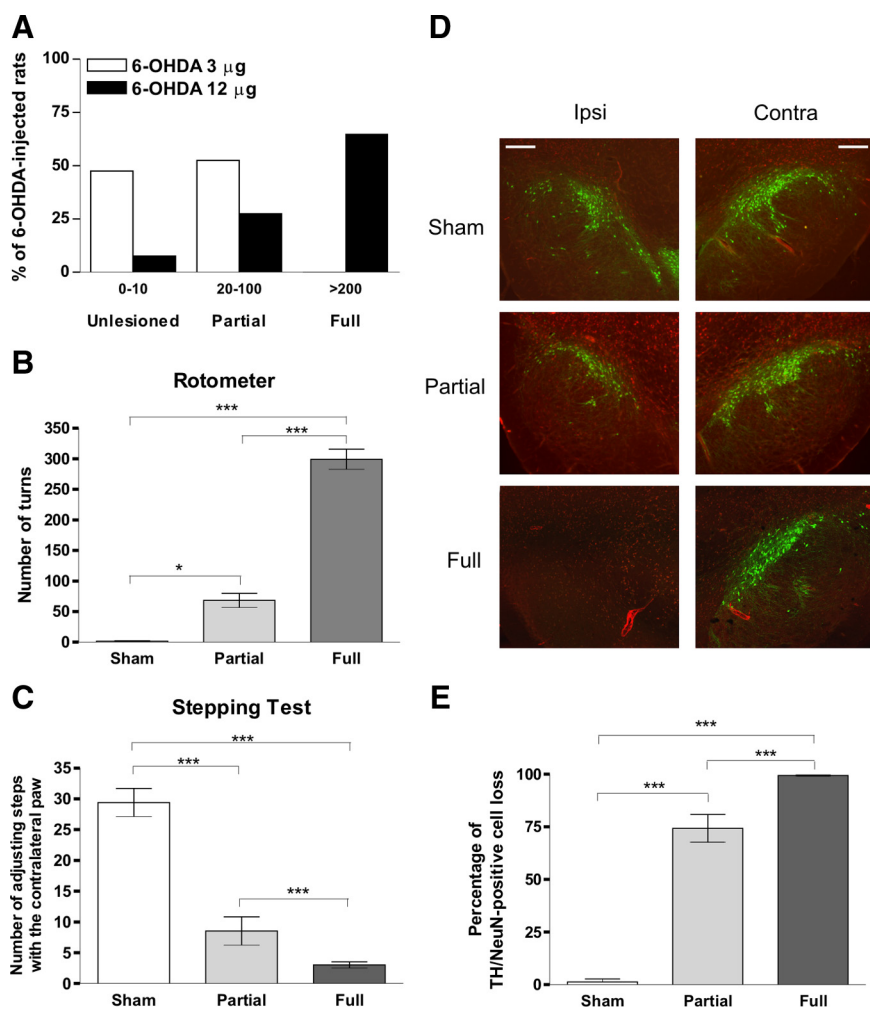 A
% of 6-OHDA-injected rats
100
75
50
25
0
6-OHDA 3 μg
6-OHDA 12 μg
0-10
20-100
>200
Unlesioned
Partial
Full
B
Rotometer
Number of turns
350
300
250
200
150
100
50
0
***
***
*
Sham
Partial
Full
C
Stepping Test
Number of adjusting steps
with the contralateral paw
35
30
25
20
15
10
5
0
***
***
***
Sham
Partial
Full
D
Ipsi
Contra
Sham
Partial
Full
E
Percentage of
TH/NeuN-positive cell loss
100
75
50
25
0
***
***
***
Sham
Partial
Full